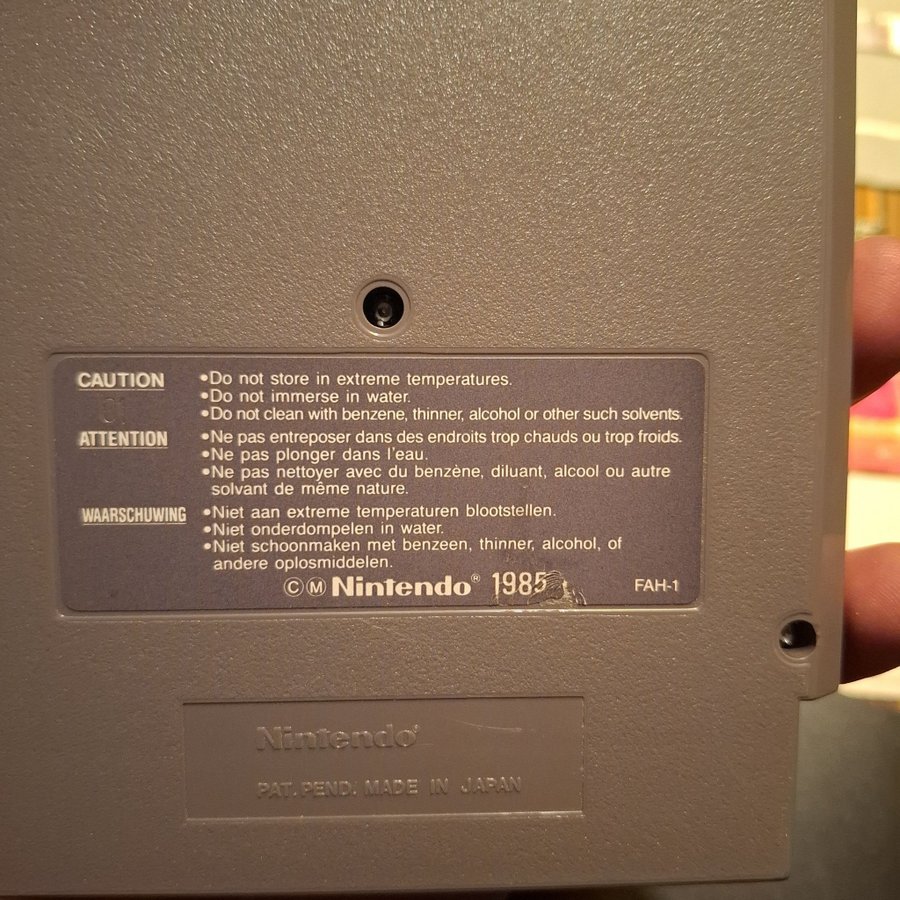 CAUTION •Do not store in extreme temperatures.
•Do not immerse in water.
01 •Do not clean with benzene, thinner, alcohol or other such solvents.
ATTENTION •Ne pas entreposer dans des endroits trop chauds ou trop froids.
•Ne pas plonger dans l'eau.
•Ne pas nettoyer avec du benzène, diluant, alcool ou autre
solvant de même nature.
WAARSCHUWING •Niet aan extreme temperaturen blootstellen.
•Niet onderdompelen in water.
•Niet schoonmaken met benzeen, thinner, alcohol, of
andere oplosmiddelen.
©Ⓜ Nintendo® 1985 FAH-1
Nintendo®
PAT. PEND. MADE IN JAPAN